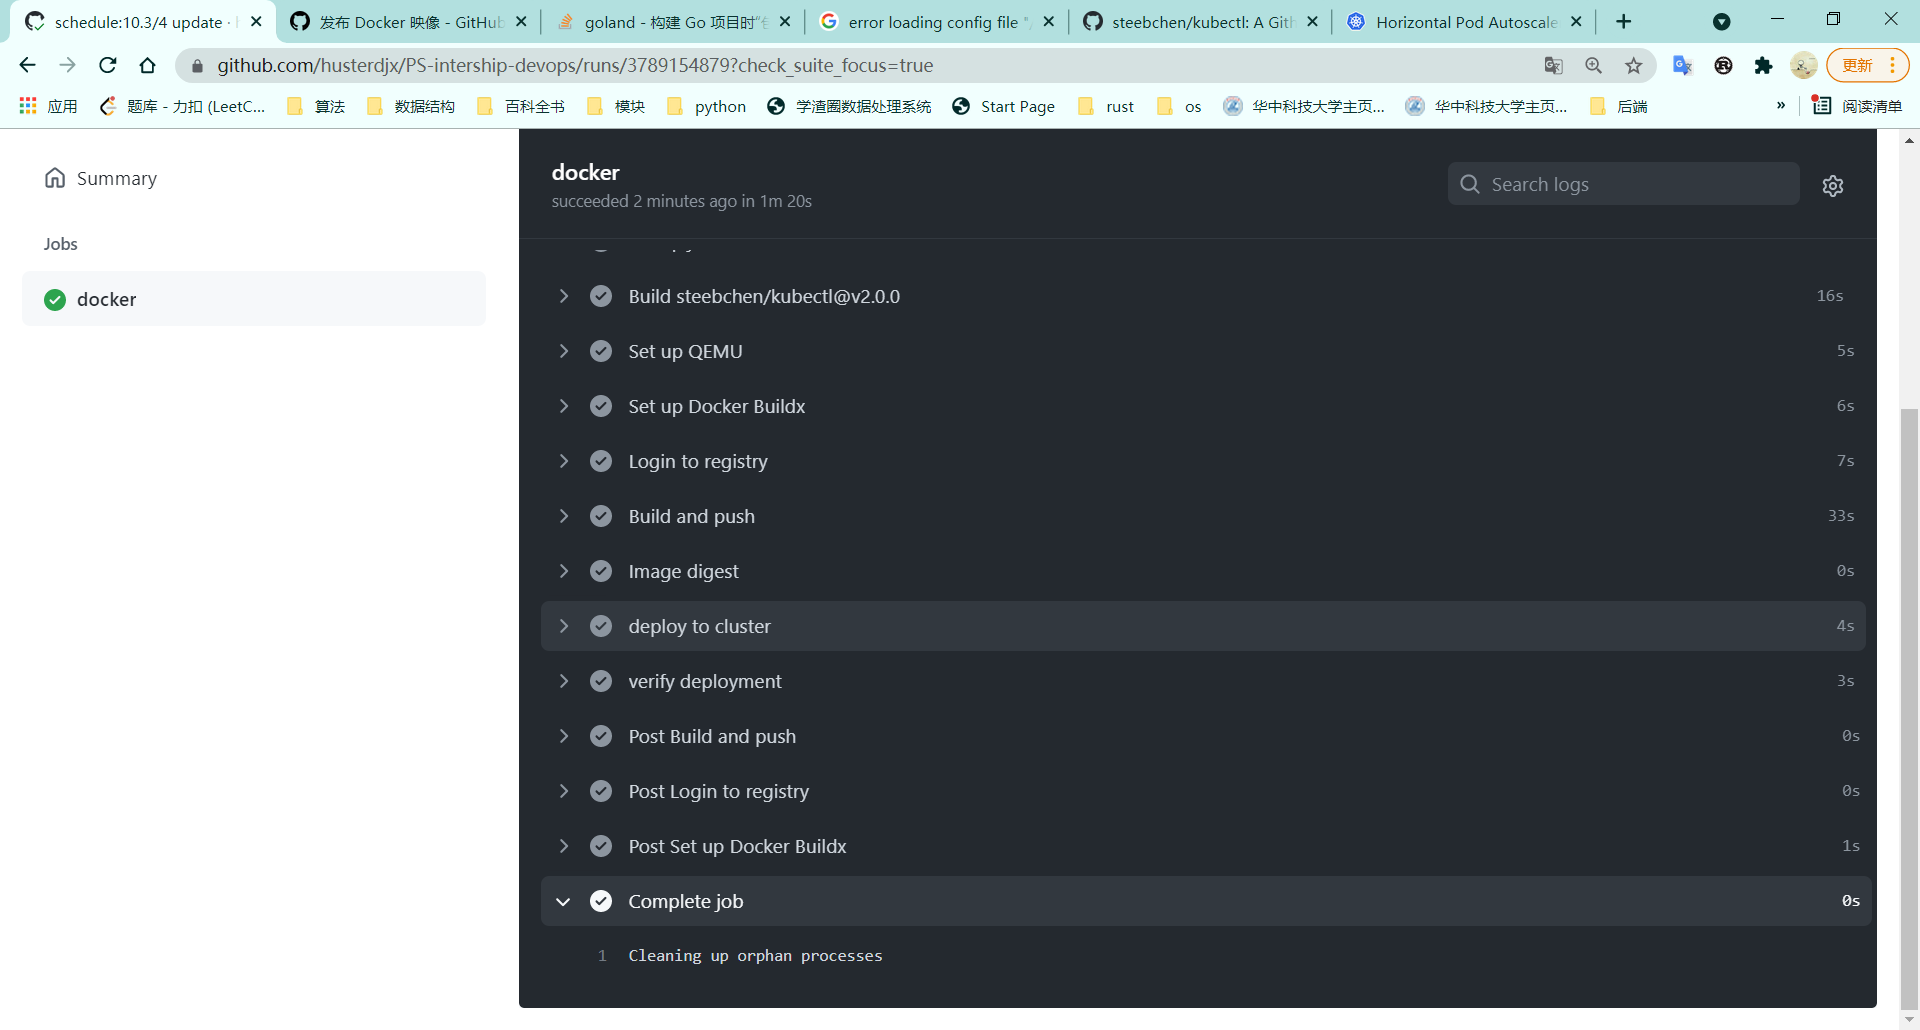 schedule:10.3/4 update ·
发布 Docker 映像 - GitHub
goland - 构建 Go 项目时"
error loading config file "
steebchen/kubectl: A Gith
Horizontal Pod Autoscale
github.com/husterdjx/PS-intership-devops/runs/3789154879?check_suite_focus=true
更新
应用
题库 - 力扣 (LeetC...
算法
数据结构
百科全书
模块
python
学渣圈数据处理系统
Start Page
rust
os
华中科技大学主页...
华中科技大学主页...
后端
»
阅读清单
Summary
Jobs
docker
docker
succeeded 2 minutes ago in 1m 20s
Search logs
Build steebchen/kubectl@v2.0.0 16s
Set up QEMU 5s
Set up Docker Buildx 6s
Login to registry 7s
Build and push 33s
Image digest 0s
deploy to cluster 4s
verify deployment 3s
Post Build and push 0s
Post Login to registry 0s
Post Set up Docker Buildx 1s
Complete job 0s
1 Cleaning up orphan processes